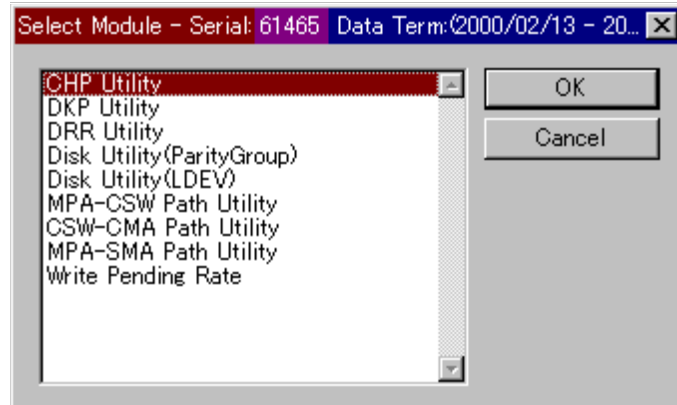 Select Module - Serial: 61465 Data Term:(2000/02/13 - 20...
CHP Utility
DKP Utility
DRR Utility
Disk Utility(ParityGroup)
Disk Utility(LDEV)
MPA-CSW Path Utility
CSW-CMA Path Utility
MPA-SMA Path Utility
Write Pending Rate
OK
Cancel